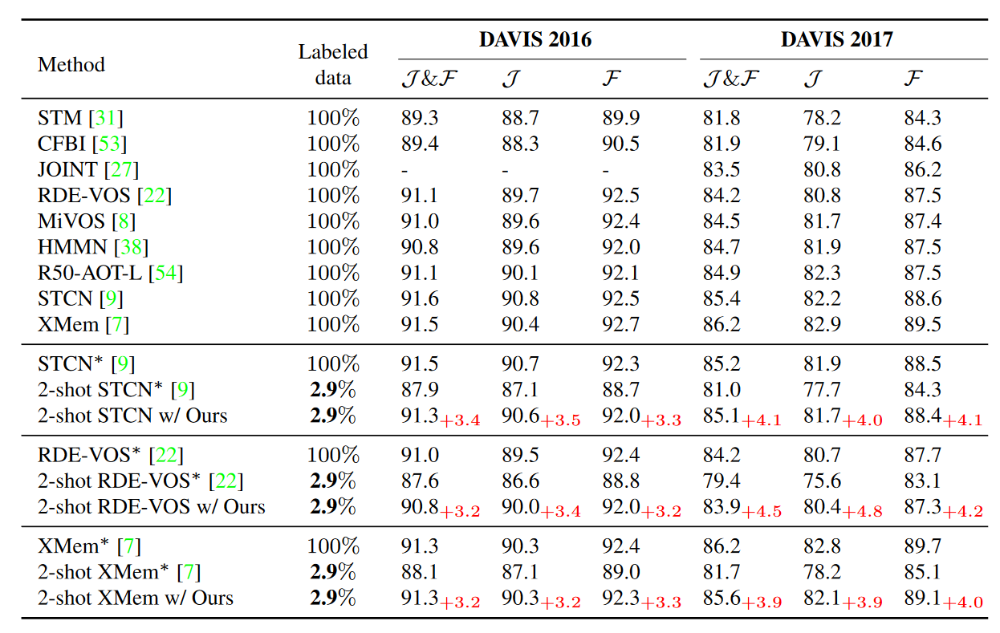 Method Labeled data DAVIS 2016 DAVIS 2017
𝒥&ℱ 𝒥 ℱ 𝒥&ℱ 𝒥 ℱ
STM [31] 100% 89.3 88.7 89.9 81.8 78.2 84.3
CFBI [53] 100% 89.4 88.3 90.5 81.9 79.1 84.6
JOINT [27] 100% - - - 83.5 80.8 86.2
RDE-VOS [22] 100% 91.1 89.7 92.5 84.2 80.8 87.5
MiVOS [8] 100% 91.0 89.6 92.4 84.5 81.7 87.4
HMMN [38] 100% 90.8 89.6 92.0 84.7 81.9 87.5
R50-AOT-L [54] 100% 91.1 90.1 92.1 84.9 82.3 87.5
STCN [9] 100% 91.6 90.8 92.5 85.4 82.2 88.6
XMem [7] 100% 91.5 90.4 92.7 86.2 82.9 89.5
STCN* [9] 100% 91.5 90.7 92.3 85.2 81.9 88.5
2-shot STCN* [9] 2.9% 87.9 87.1 88.7 81.0 77.7 84.3
2-shot STCN w/ Ours 2.9% 91.3+3.4 90.6+3.5 92.0+3.3 85.1+4.1 81.7+4.0 88.4+4.1
RDE-VOS* [22] 100% 91.0 89.5 92.4 84.2 80.7 87.7
2-shot RDE-VOS* [22] 2.9% 87.6 86.6 88.8 79.4 75.6 83.1
2-shot RDE-VOS w/ Ours 2.9% 90.8+3.2 90.0+3.4 92.0+3.2 83.9+4.5 80.4+4.8 87.3+4.2
XMem* [7] 100% 91.3 90.3 92.4 86.2 82.8 89.7
2-shot XMem* [7] 2.9% 88.1 87.1 89.0 81.7 78.2 85.1
2-shot XMem w/ Ours 2.9% 91.3+3.2 90.3+3.2 92.3+3.3 85.6+3.9 82.1+3.9 89.1+4.0